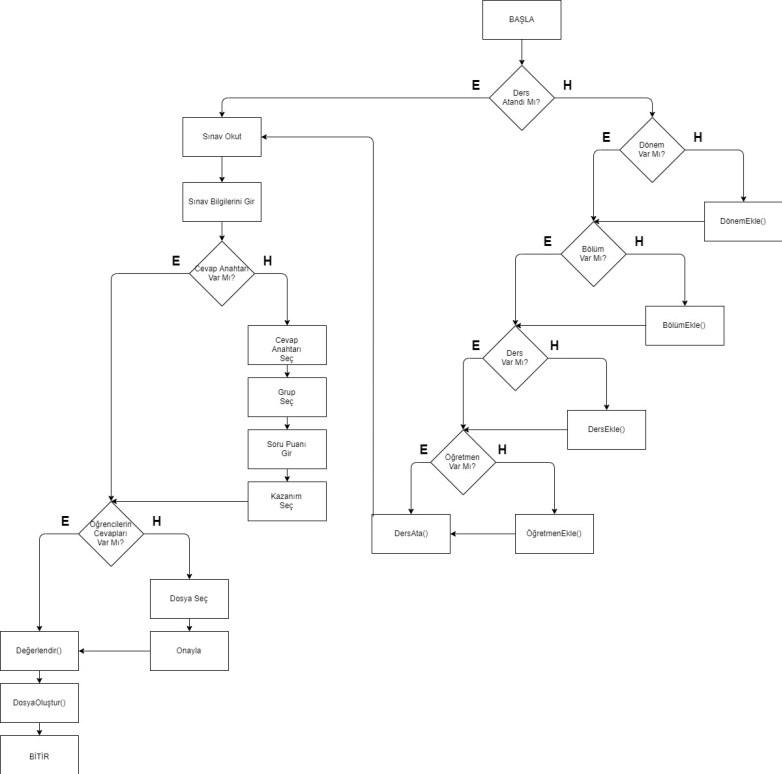 BAŞLA
E
H
Ders
Atandı Mı?
Sınav Okut
E
H
Dönem
Var Mı?
Sınav Bilgilerini Gir
DönemEkle()
E
H
Bölüm
Var Mı?
E
H
Cevap Anahtarı
Var Mı?
BölümEkle()
Cevap
Anahtarı
Seç
E
H
Ders
Var Mı?
Grup
Seç
DersEkle()
Soru Puanı
Gir
E
H
Öğretmen
Var Mı?
Kazanım
Seç
E
H
Öğrencilerin
Cevapları
Var Mı?
DersAta()
ÖğretmenEkle()
Dosya Seç
Değerlendir()
Onayla
DosyaOluştur()
BİTİR